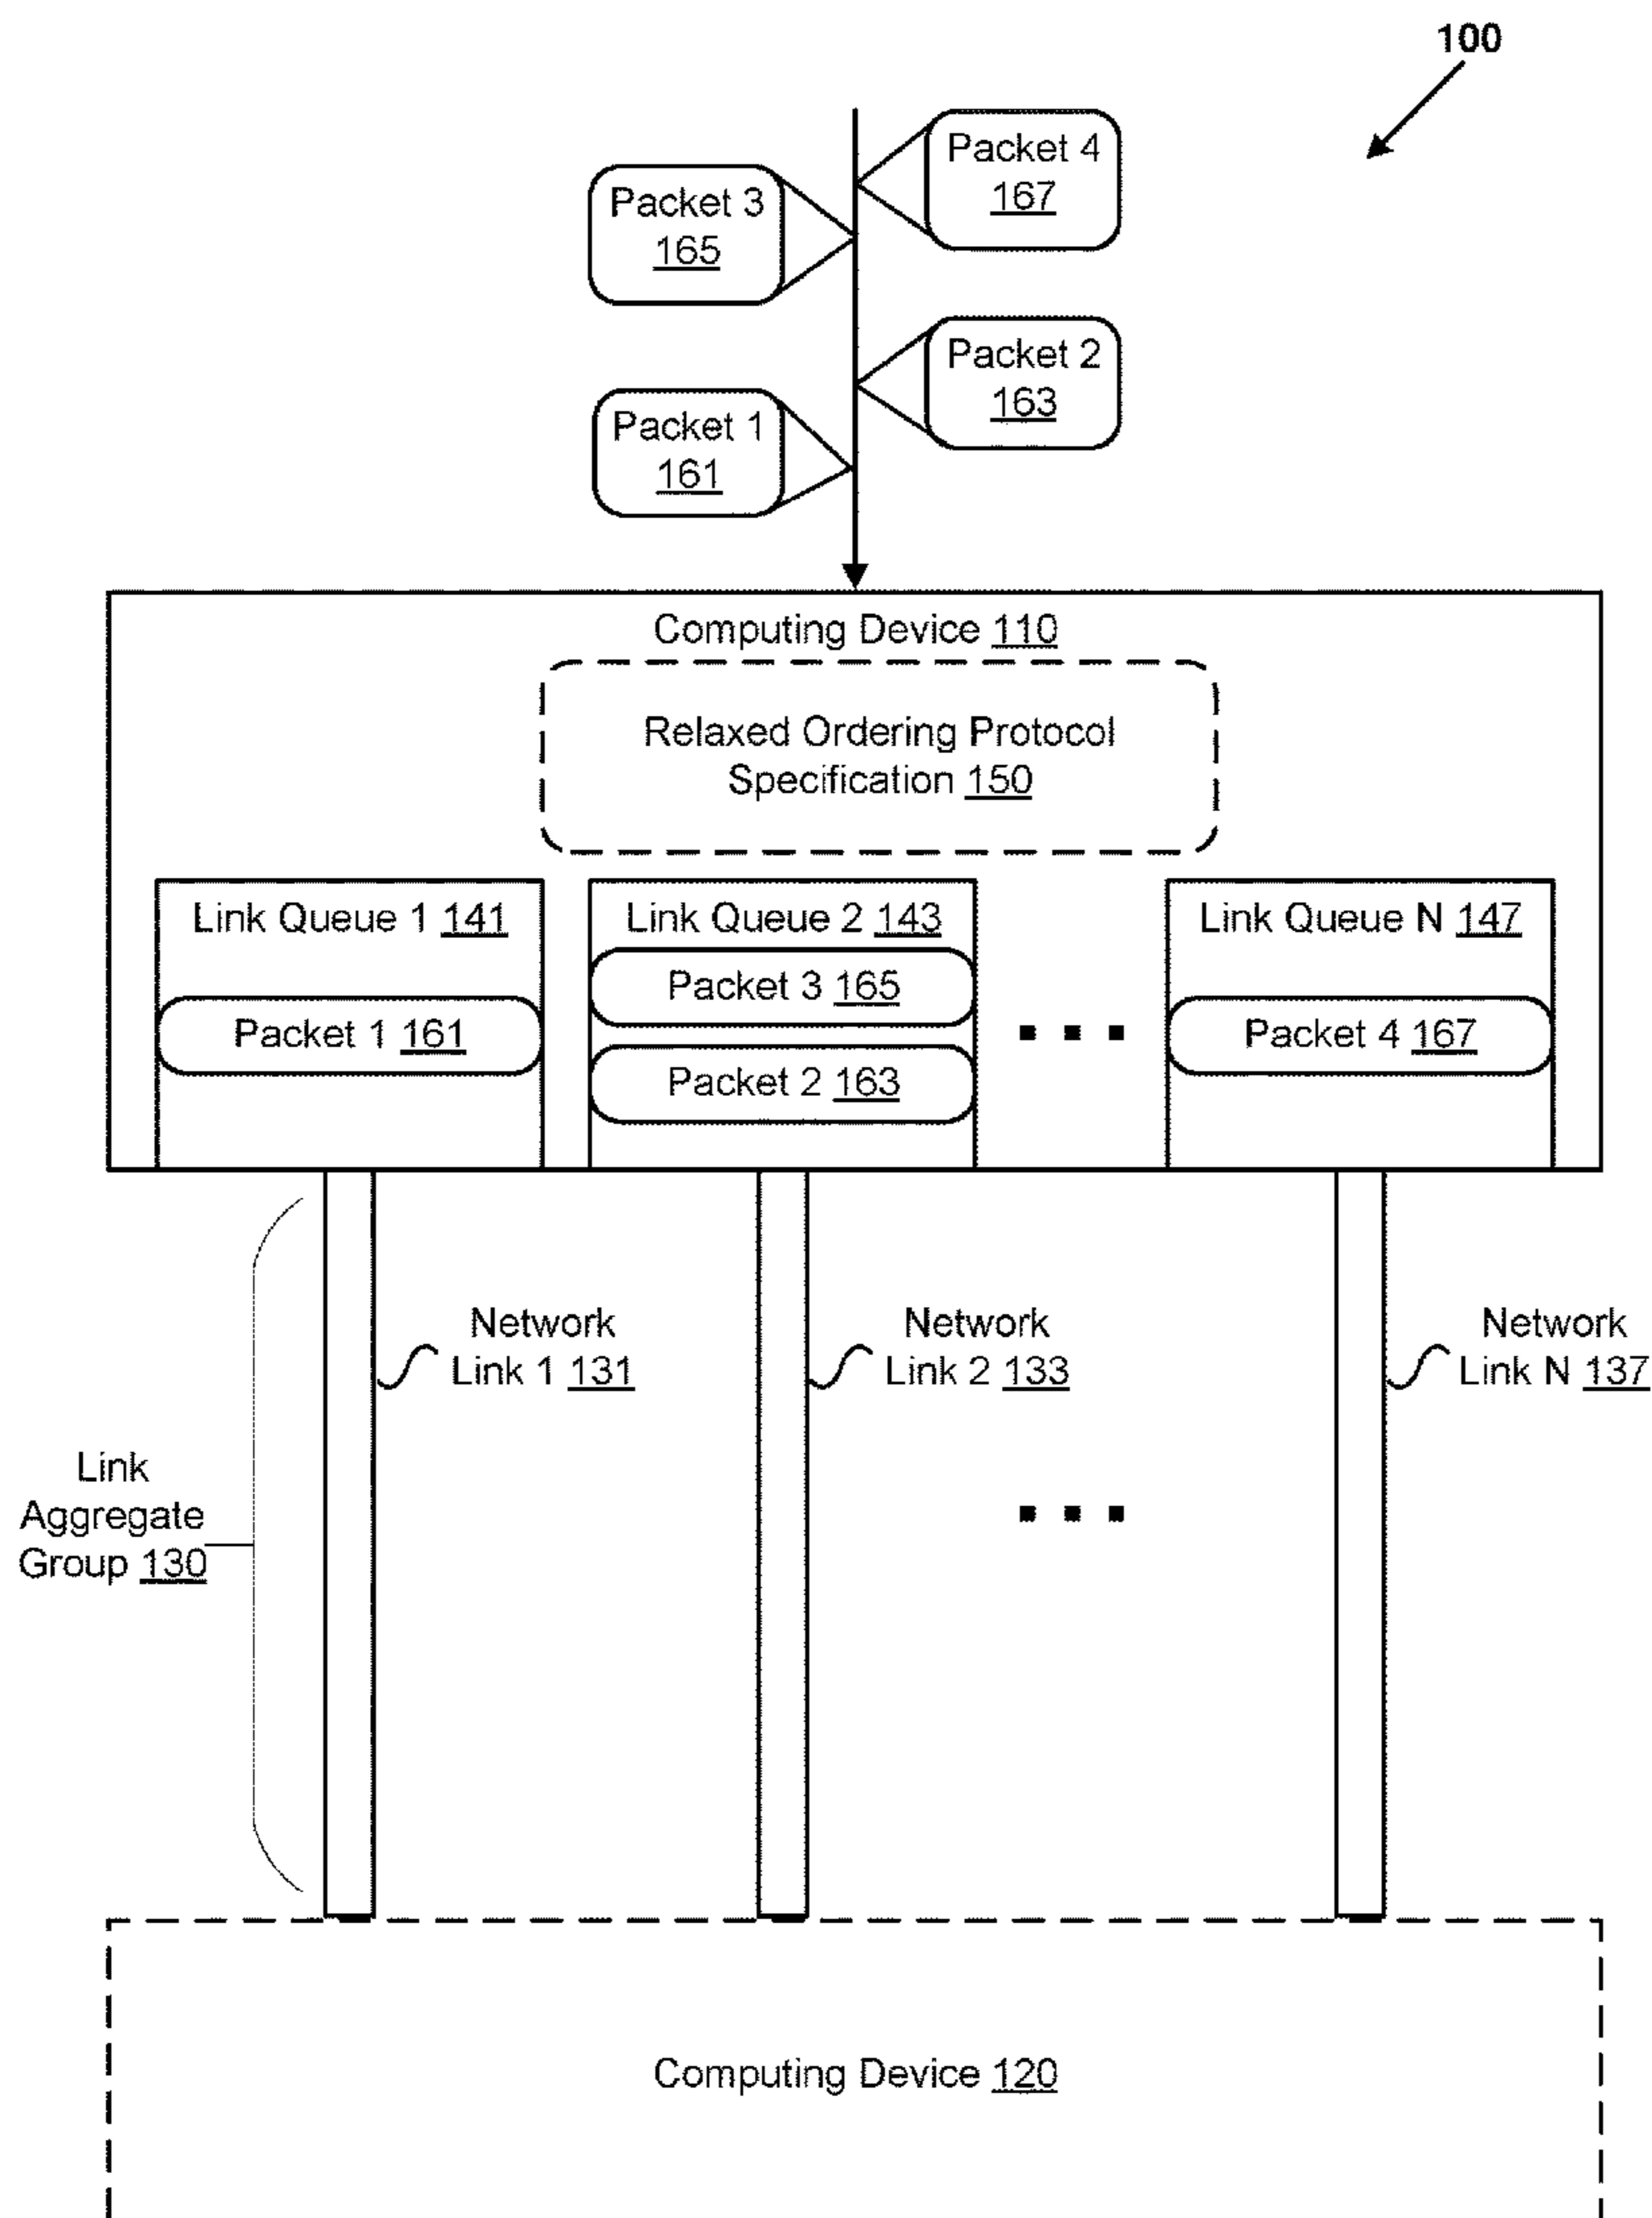 100
Packet 4
167
Packet 3
165
Packet 2
163
Packet 1
161
Computing Device 110
Relaxed Ordering Protocol
Specification 150
Link Queue 1 141
Packet 1 161
Link Queue 2 143
Packet 3 165
Packet 2 163
Link Queue N 147
Packet 4 167
Network
Link 1 131
Network
Link 2 133
Network
Link N 137
Link
Aggregate
Group 130
Computing Device 120